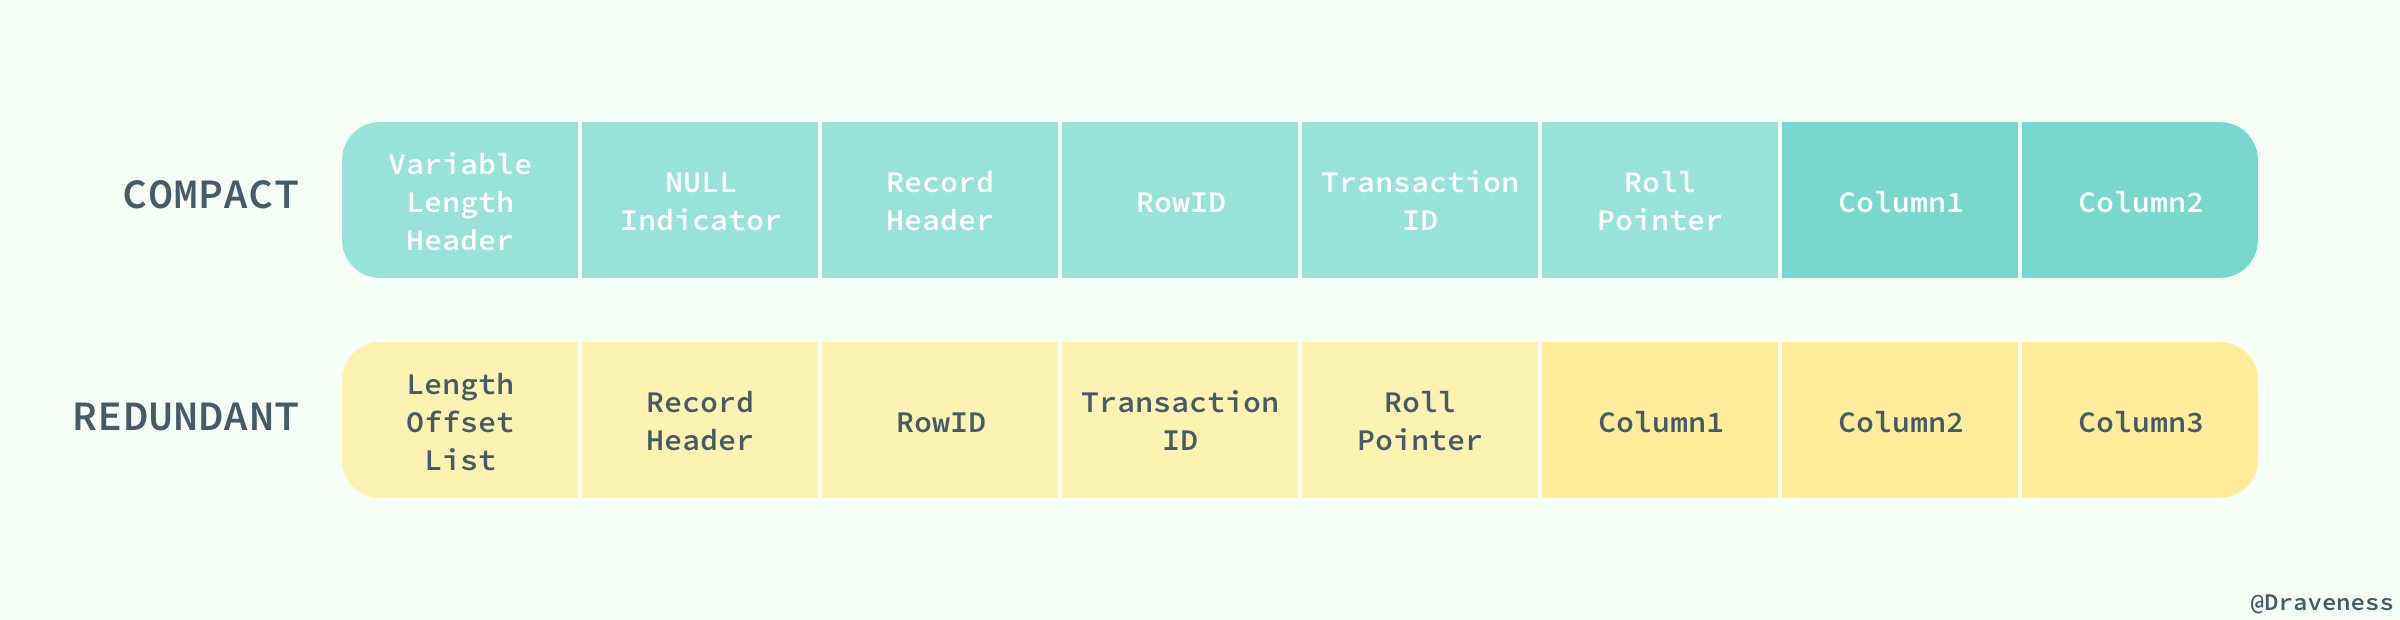 COMPACT
Variable
Length
Header
NULL
Indicator
Record
Header
RowID
Transaction
ID
Roll
Pointer
Column1
Column2
REDUNDANT
Length
Offset
List
Record
Header
RowID
Transaction
ID
Roll
Pointer
Column1
Column2
Column3
@Draveness